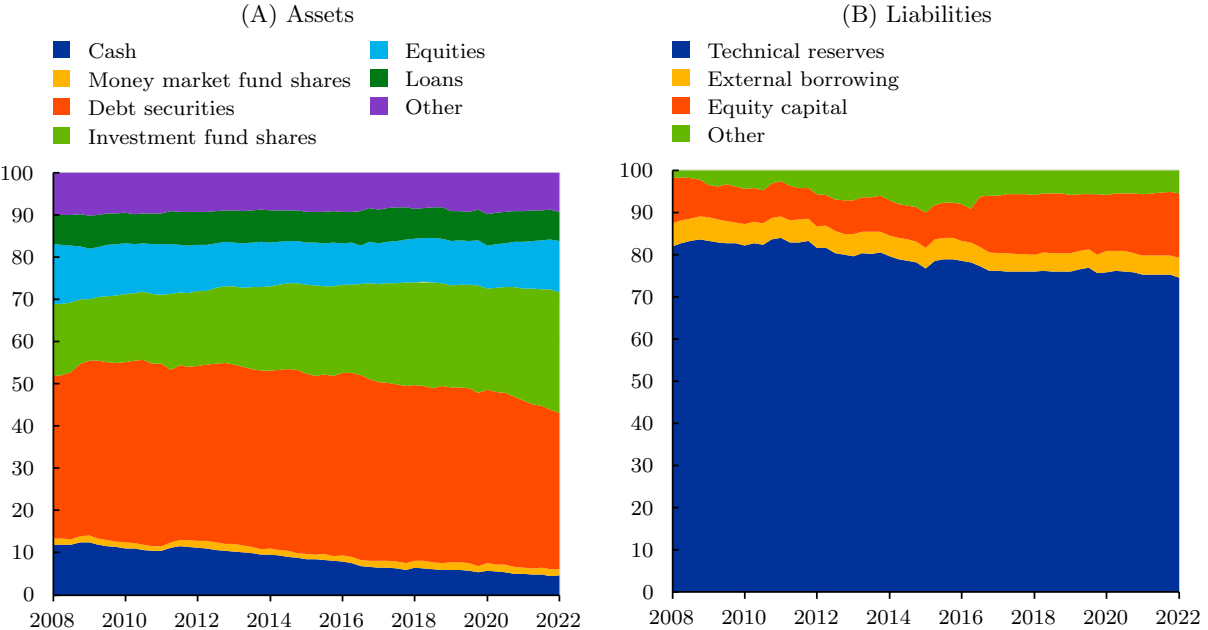 (A) Assets
Cash
Money market fund shares
Debt securities
Investment fund shares
Equities
Loans
Other
100
90
80
70
60
50
40
30
20
10
0
2008 2010 2012 2014 2016 2018 2020 2022
(B) Liabilities
Technical reserves
External borrowing
Equity capital
Other
100
90
80
70
60
50
40
30
20
10
0
2008 2010 2012 2014 2016 2018 2020 2022